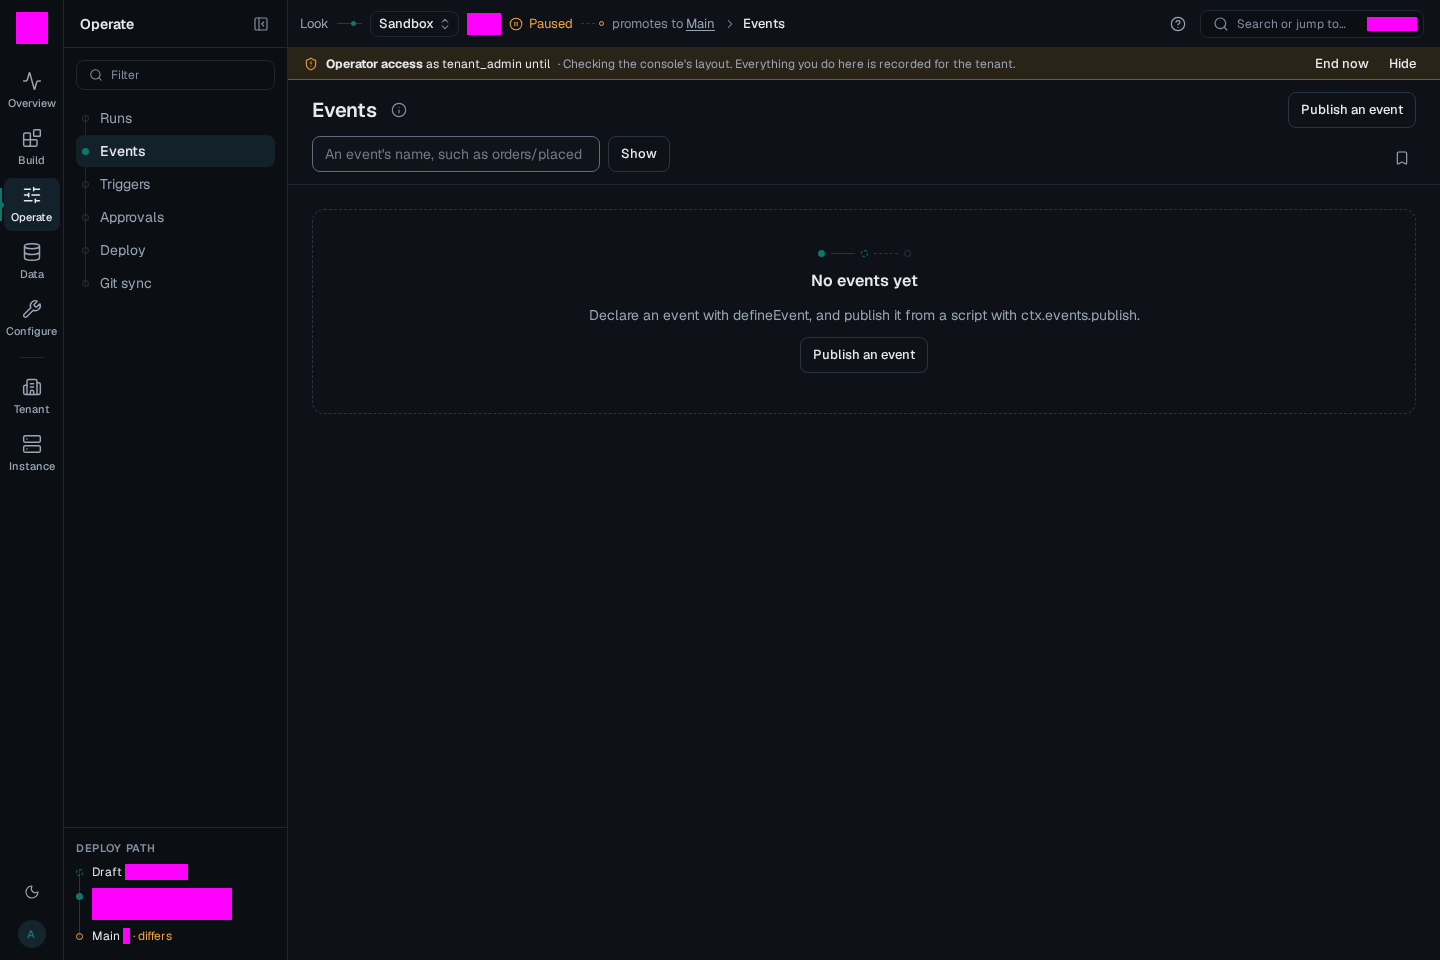 Operate
Look
Sandbox
Paused
promotes to Main
Events
Search or jump to…
Operator access as tenant_admin until · Checking the console's layout. Everything you do here is recorded for the tenant.
End now
Hide
Overview
Build
Operate
Data
Configure
Tenant
Instance
A
Filter
Runs
Events
Triggers
Approvals
Deploy
Git sync
DEPLOY PATH
Draft
Main · differs
Events
Publish an event
An event's name, such as orders/placed
Show
No events yet
Declare an event with defineEvent, and publish it from a script with ctx.events.publish.
Publish an event